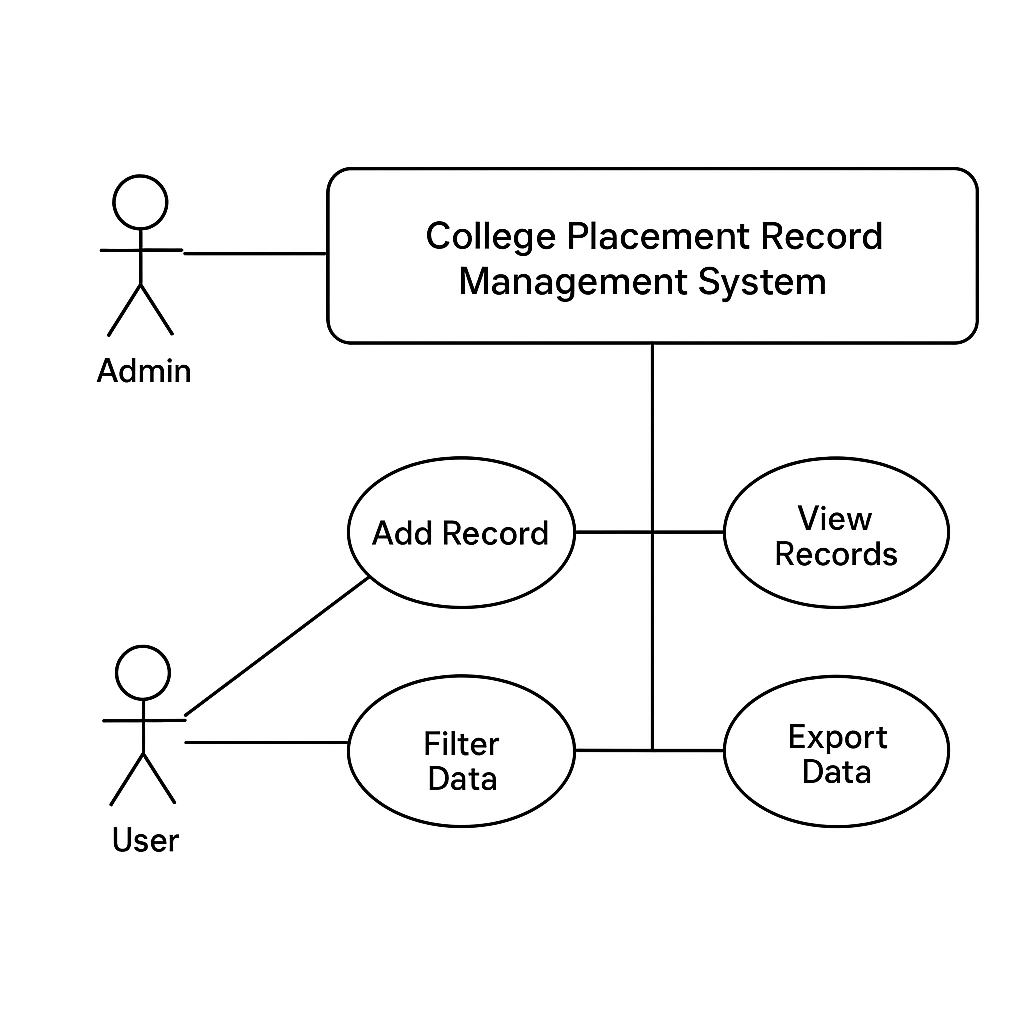 College Placement Record
Management System
Admin
Add Record
View
Records
Filter
Data
Export
Data
User